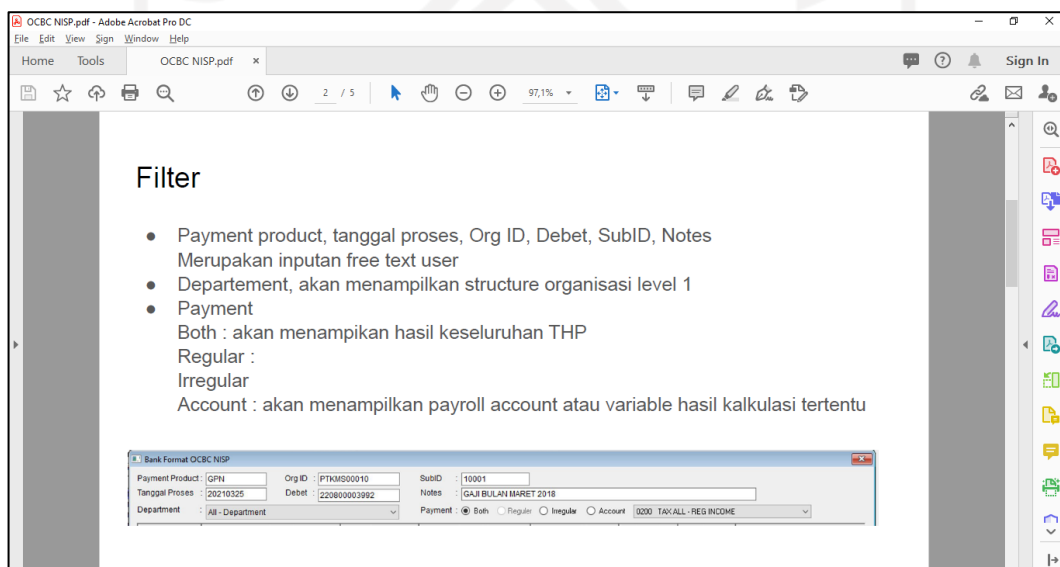 OCBC NISP.pdf - Adobe Acrobat Pro DC
File Edit View Sign Window Help
Home Tools OCBC NISP.pdf × Sign In
2 / 5 97,1%
Filter
● Payment product, tanggal proses, Org ID, Debet, SubID, Notes
Merupakan inputan free text user
● Departement, akan menampilkan structure organisasi level 1
● Payment
Both : akan menampikan hasil keseluruhan THP
Regular :
Irregular
Account : akan menampilkan payroll account atau variable hasil kalkulasi tertentu
Bank Format OCBC NISP
Payment Product : GPN Org ID : PTKMS00010 SubID : 10001
Tanggal Proses : 20210325 Debet : 220800003992 Notes : GAJI BULAN MARET 2018
Department : All - Department Payment : Both Reguler Irregular Account 0200 TAX ALL - REG INCOME